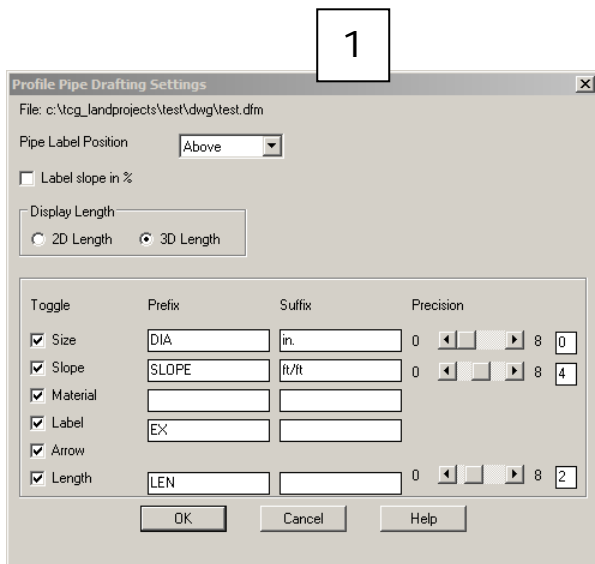 1
Profile Pipe Drafting Settings
File: c:\tcg_landprojects\test\dwg\test.dfm
Pipe Label Position Above
Label slope in %
Display Length
2D Length 3D Length
Toggle Prefix Suffix Precision
Size DIA in. 0 8 0
Slope SLOPE ft/ft 0 8 4
Material
Label EX
Arrow
Length LEN 0 8 2
OK Cancel Help